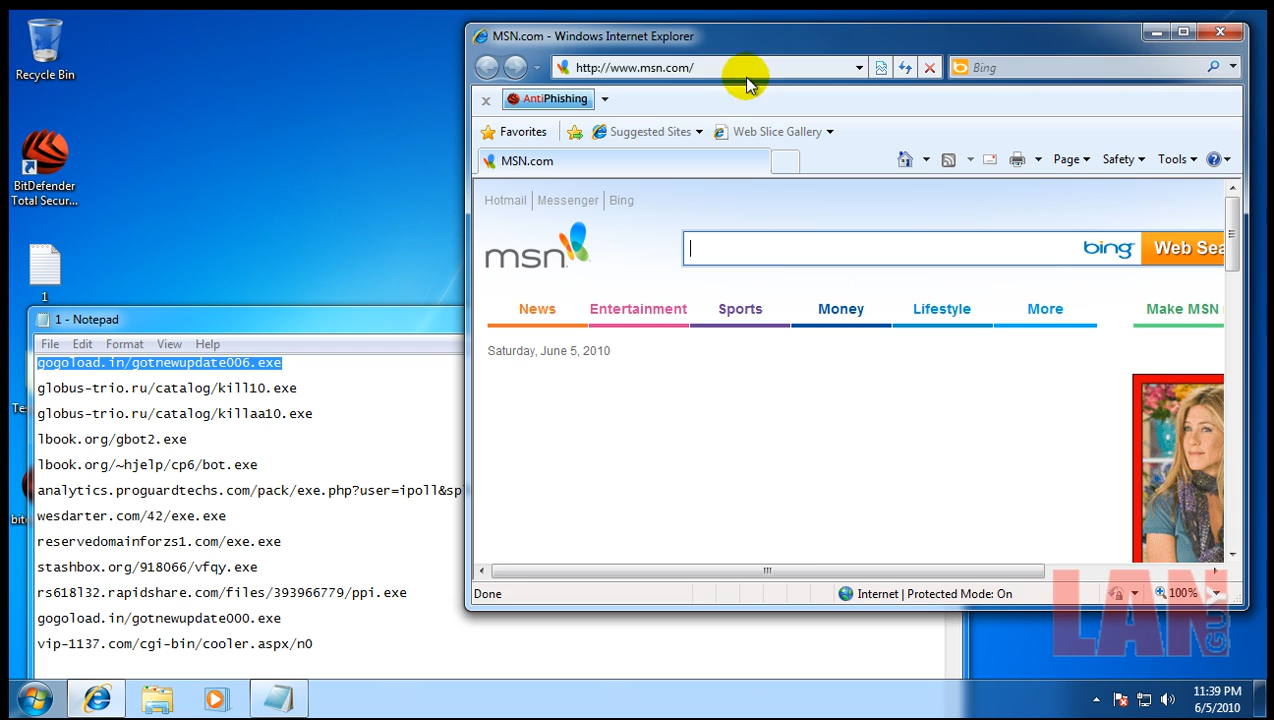 Recycle Bin
BitDefender
Total Secur...
1
1 - Notepad
File Edit Format View Help
gogoload.in/gotnewupdate006.exe
globus-trio.ru/catalog/kill10.exe
globus-trio.ru/catalog/killaa10.exe
lbook.org/gbot2.exe
lbook.org/~hjelp/cp6/bot.exe
analytics.proguardtechs.com/pack/exe.php?user=ipoll&sp
wesdarter.com/42/exe.exe
reservedomainforzs1.com/exe.exe
stashbox.org/918066/vfqy.exe
rs618l32.rapidshare.com/files/393966779/ppi.exe
gogoload.in/gotnewupdate000.exe
vip-1137.com/cgi-bin/cooler.aspx/n0
MSN.com - Windows Internet Explorer
http://www.msn.com/
Bing
x AntiPhishing
Favorites Suggested Sites Web Slice Gallery
MSN.com
Page Safety Tools
Hotmail Messenger Bing
msn
bing Web Sea
News Entertainment Sports Money Lifestyle More Make MSN
Saturday, June 5, 2010
Done Internet | Protected Mode: On 100%
LAN GUY
11:39 PM
6/5/2010